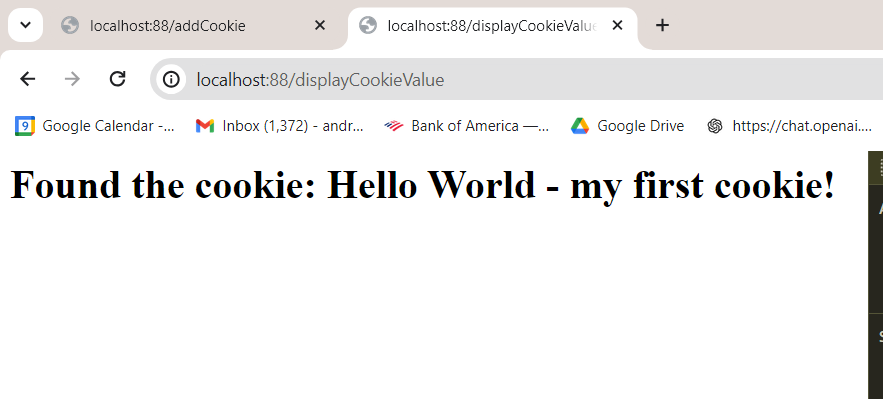 localhost:88/addCookie
localhost:88/displayCookieValue
localhost:88/displayCookieValue
9 Google Calendar -...
Inbox (1,372) - andr...
Bank of America —...
Google Drive
https://chat.openai....
Found the cookie: Hello World - my first cookie!